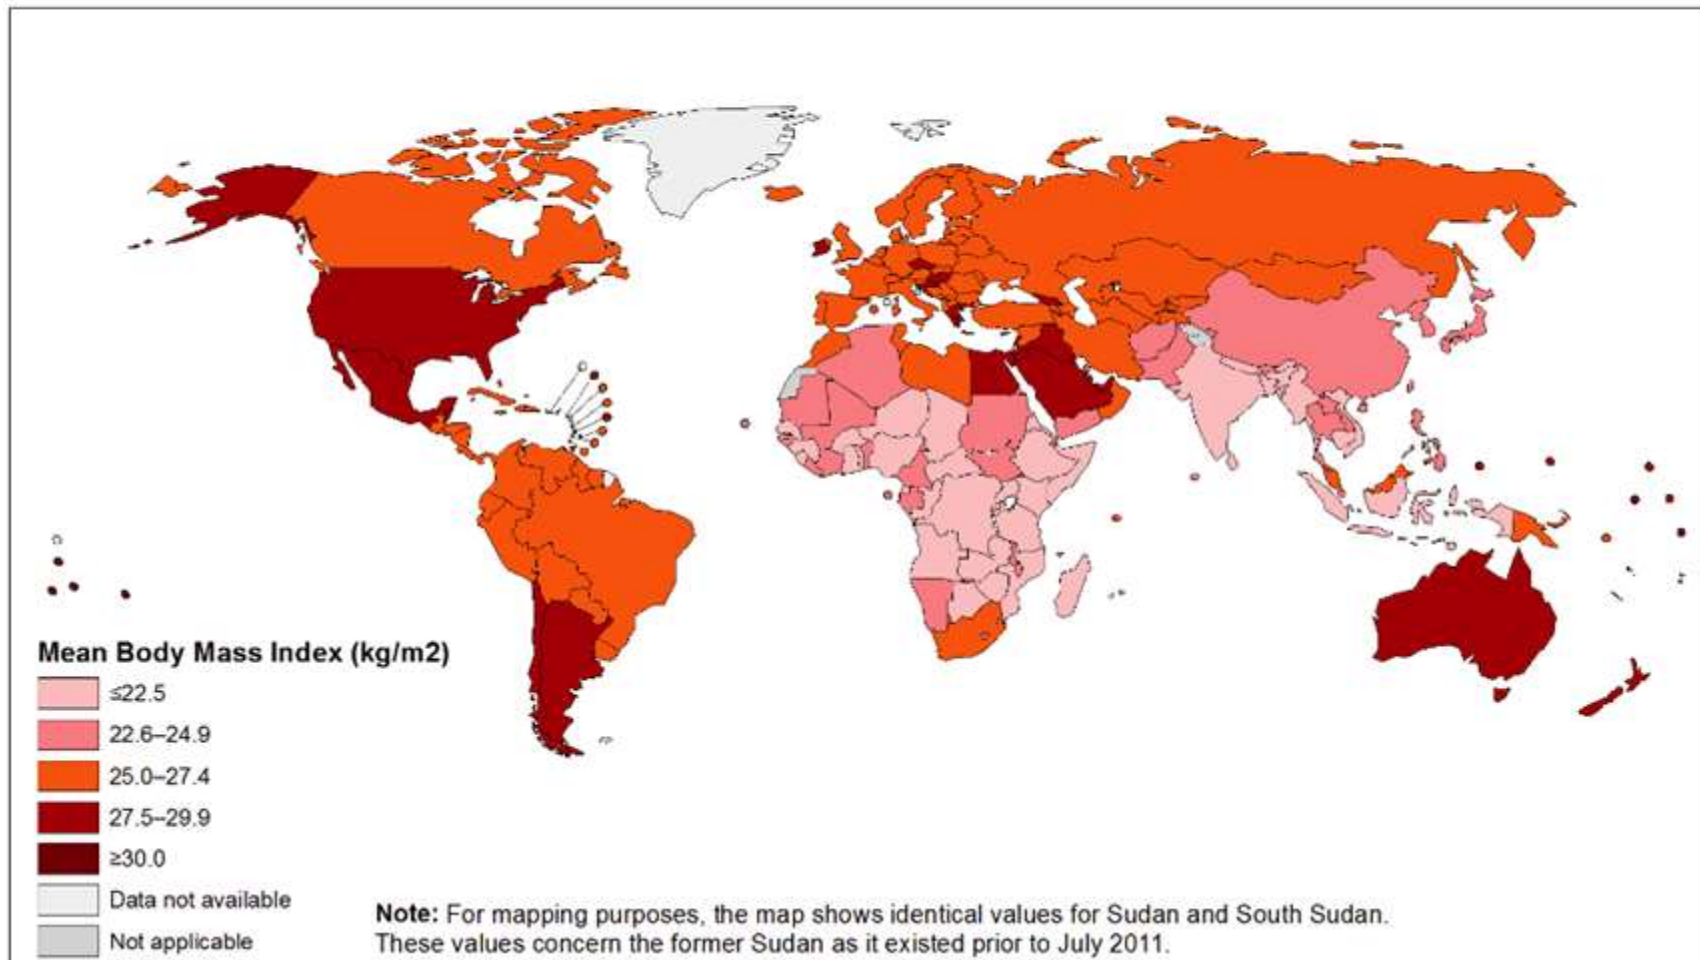 Mean Body Mass Index (kg/m2)
≤22.5
22.6–24.9
25.0–27.4
27.5–29.9
≥30.0
Data not available
Not applicable
Note: For mapping purposes, the map shows identical values for Sudan and South Sudan.
These values concern the former Sudan as it existed prior to July 2011.